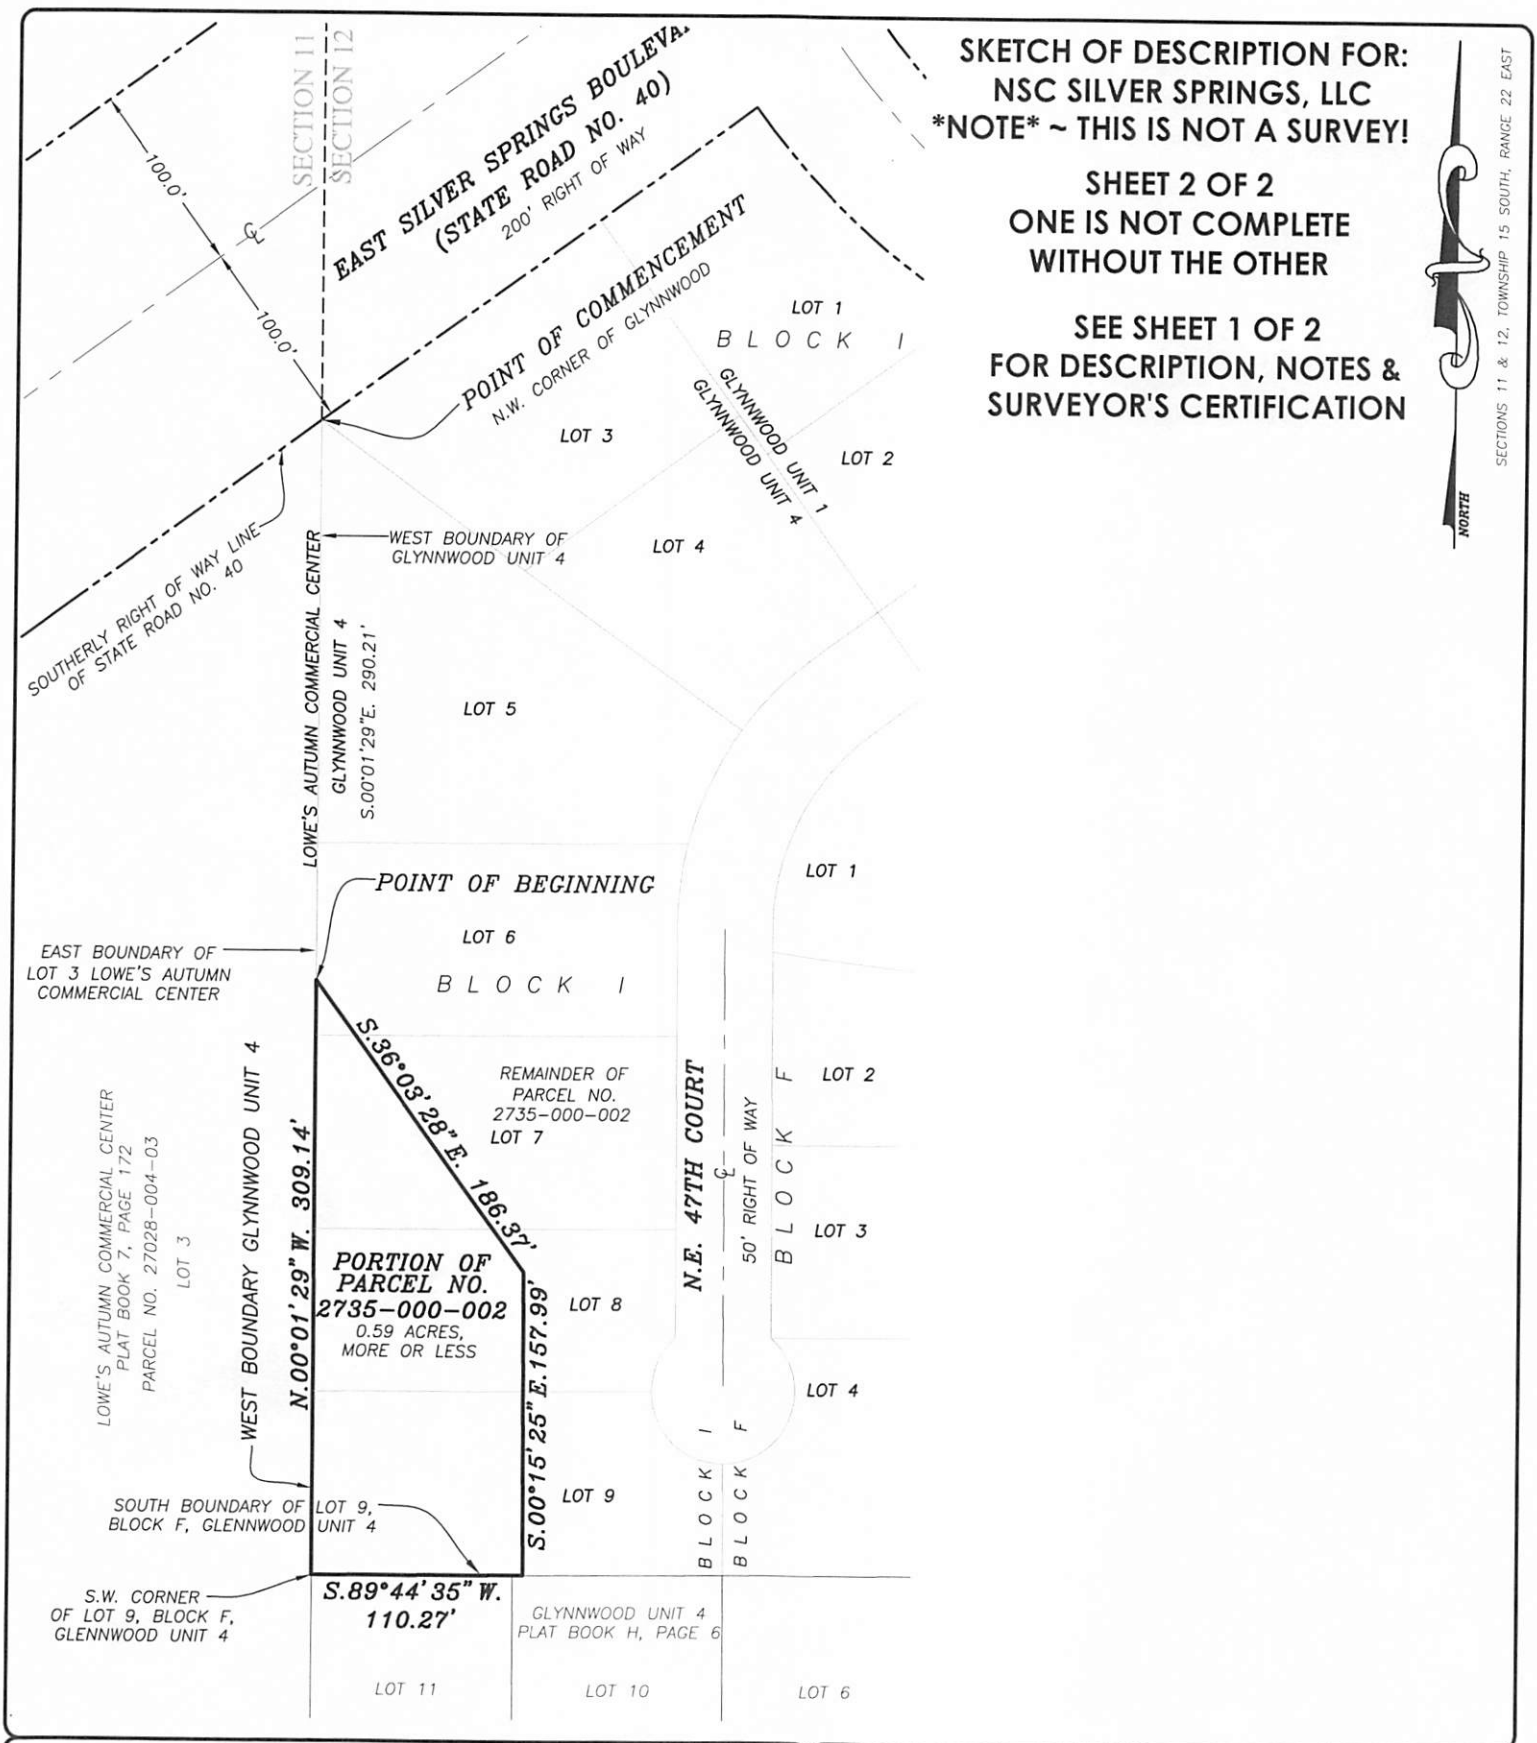 SKETCH OF DESCRIPTION FOR:
NSC SILVER SPRINGS, LLC
*NOTE* ~ THIS IS NOT A SURVEY!
SHEET 2 OF 2
ONE IS NOT COMPLETE
WITHOUT THE OTHER
SEE SHEET 1 OF 2
FOR DESCRIPTION, NOTES &
SURVEYOR'S CERTIFICATION
SECTIONS 11 & 12, TOWNSHIP 15 SOUTH, RANGE 22 EAST
NORTH
SECTION 11
SECTION 12
100.0'
100.0'
EAST SILVER SPRINGS
(STATE ROAD NO. 40)
200' RIGHT OF WAY
POINT OF COMMENCEMENT
N.W. CORNER OF GLYNNWOOD
LOT 1
BLOCK I
GLYNNWOOD UNIT 1
GLYNNWOOD UNIT 4
LOT 3
LOT 2
LOT 4
WEST BOUNDARY OF
GLYNNWOOD UNIT 4
SOUTHERLY RIGHT OF WAY LINE
OF STATE ROAD NO. 40
LOWE'S AUTUMN COMMERCIAL CENTER
GLYNNWOOD UNIT 4
S.00°01'29"E. 290.21'
LOT 5
LOT 1
POINT OF BEGINNING
LOT 6
BLOCK I
EAST BOUNDARY OF
LOT 3 LOWE'S AUTUMN
COMMERCIAL CENTER
S.36°03'28"E. 186.37'
REMAINDER OF
PARCEL NO.
2735-000-002
LOT 7
LOWE'S AUTUMN COMMERCIAL CENTER
PLAT BOOK 7, PAGE 172
PARCEL NO. 27028-004-03
LOT 3
WEST BOUNDARY GLYNNWOOD UNIT 4
N.00°01'29"W. 309.14'
PORTION OF
PARCEL NO.
2735-000-002
0.59 ACRES,
MORE OR LESS
S.00°15'25"E.157.99'
LOT 8
N.E. 47TH COURT
CL
50' RIGHT OF WAY
BLOCK F
LOT 2
LOT 3
LOT 4
LOT 9
BLOCK I
BLOCK F
SOUTH BOUNDARY OF LOT 9,
BLOCK F, GLENNWOOD UNIT 4
S.W. CORNER
OF LOT 9, BLOCK F,
GLENNWOOD UNIT 4
S.89°44'35"W.
110.27'
GLYNNWOOD UNIT 4
PLAT BOOK H, PAGE 6
LOT 11
LOT 10
LOT 6